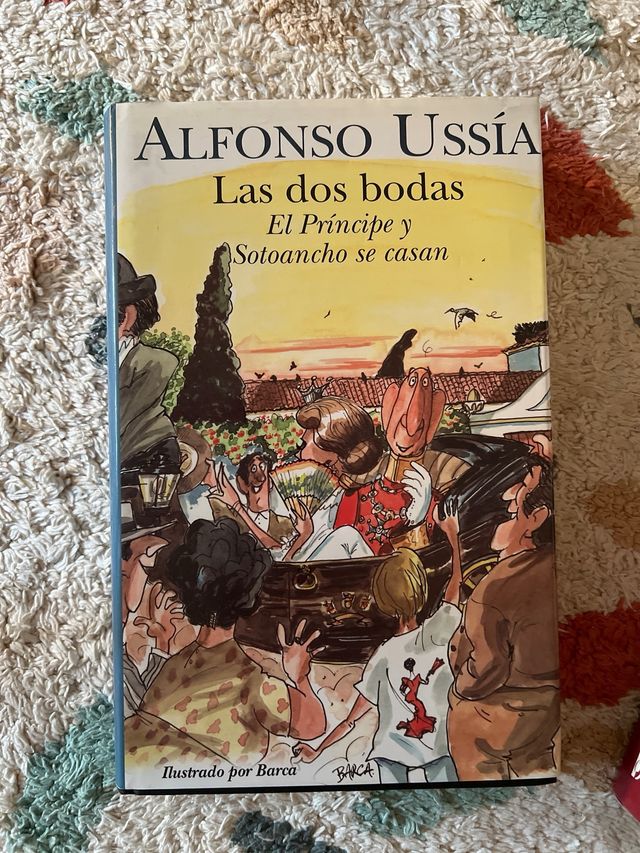 ALFONSO USSÍA
Las dos bodas
El Príncipe y
Sotoancho se casan
Ilustrado por Barca
BARCA